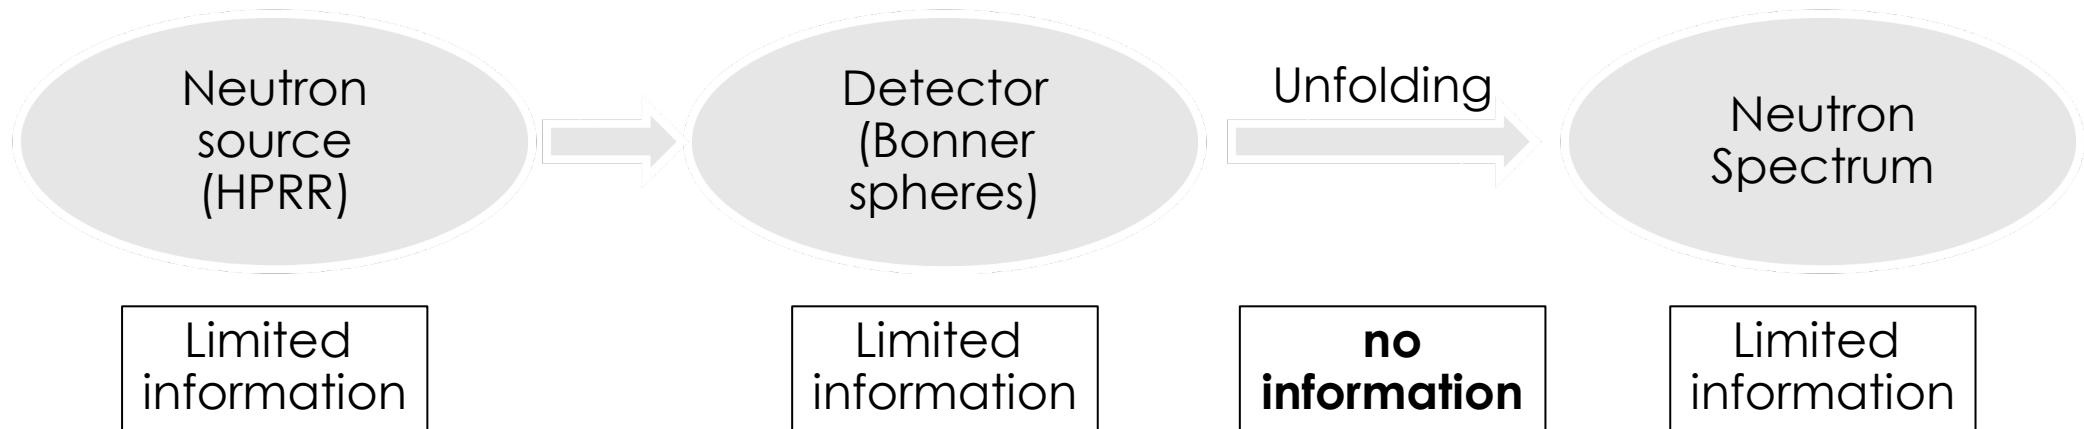 Neutron
source
(HPRR)
Detector
(Bonner
spheres)
Unfolding
Neutron
Spectrum
Limited
information
Limited
information
no
information
Limited
information